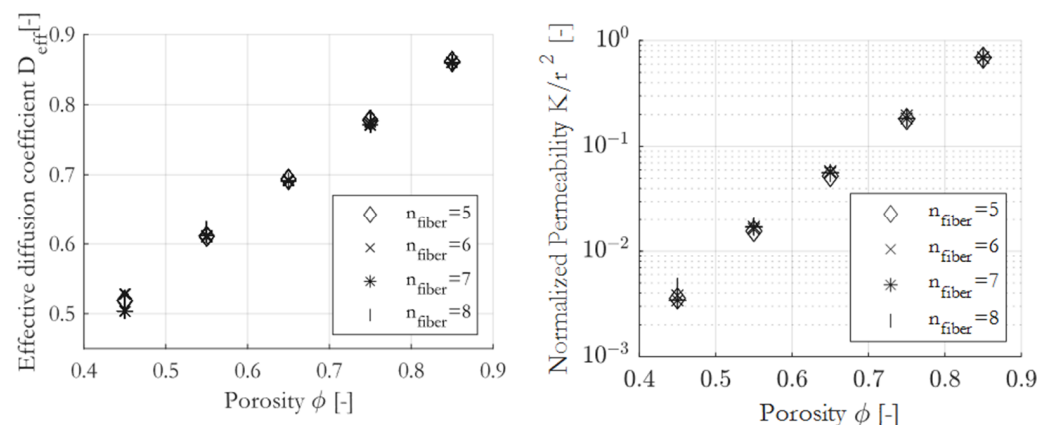 Effective diffusion coefficient D_eff [-]
0.9
0.8
0.7
0.6
0.5
0.4 0.5 0.6 0.7 0.8 0.9
Porosity ϕ [-]
n_fiber=5
n_fiber=6
n_fiber=7
n_fiber=8
Normalized Permeability K/r² [-]
10⁰
10⁻¹
10⁻²
10⁻³
0.4 0.5 0.6 0.7 0.8 0.9
Porosity ϕ [-]
n_fiber=5
n_fiber=6
n_fiber=7
n_fiber=8